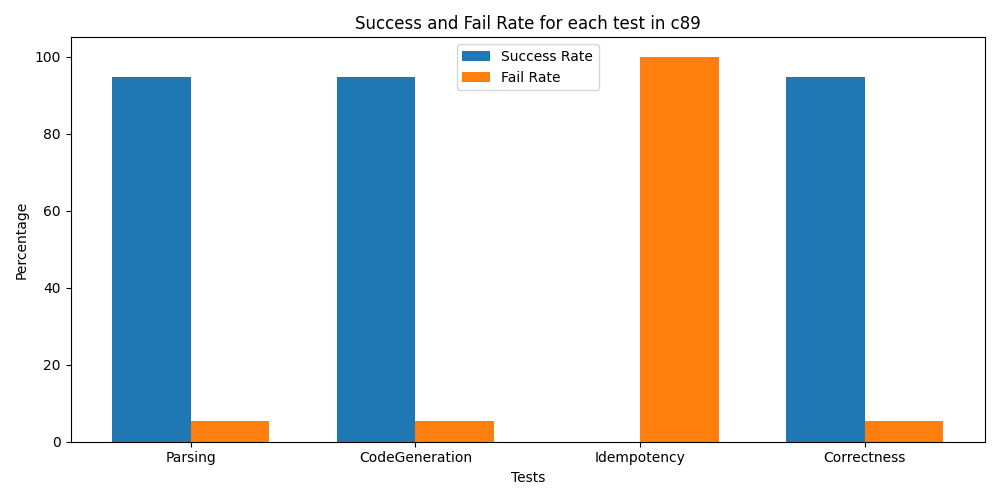 Success and Fail Rate for each test in c89
Success Rate
Fail Rate
Percentage
100
80
60
40
20
0
Parsing
CodeGeneration
Idempotency
Correctness
Tests